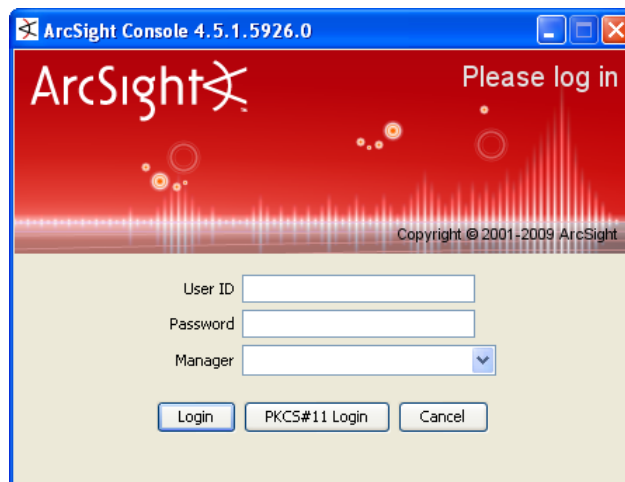 ArcSight Console 4.5.1.5926.0
ArcSight
Please log in
Copyright © 2001-2009 ArcSight
User ID
Password
Manager
Login PKCS#11 Login Cancel